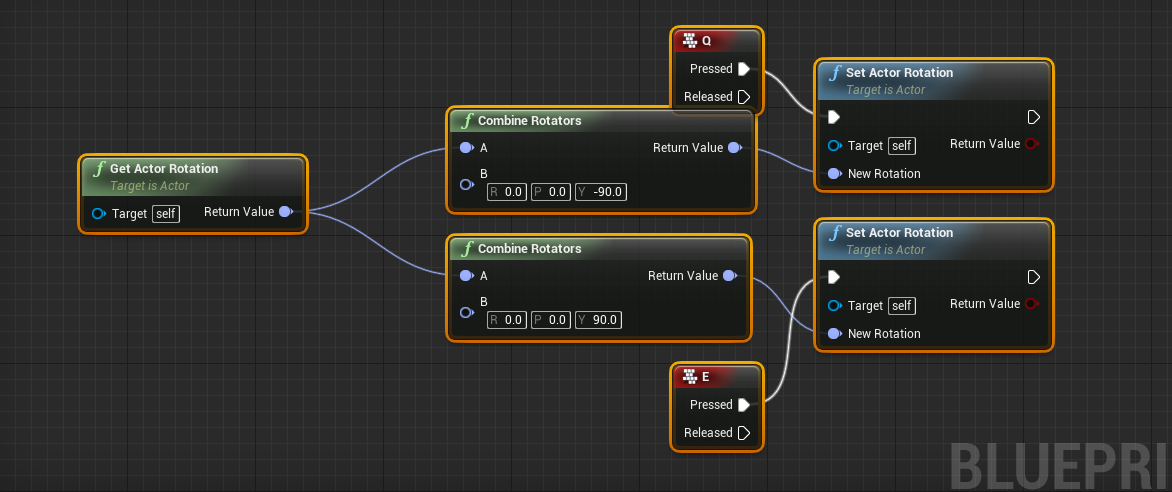 Q
Pressed
Released
Set Actor Rotation
Target is Actor
Target self
Return Value
New Rotation
Combine Rotators
A
Return Value
B
R 0.0 P 0.0 Y -90.0
Get Actor Rotation
Target is Actor
Target self
Return Value
Combine Rotators
A
Return Value
B
R 0.0 P 0.0 Y 90.0
Set Actor Rotation
Target is Actor
Target self
Return Value
New Rotation
E
Pressed
Released
BLUEPRI